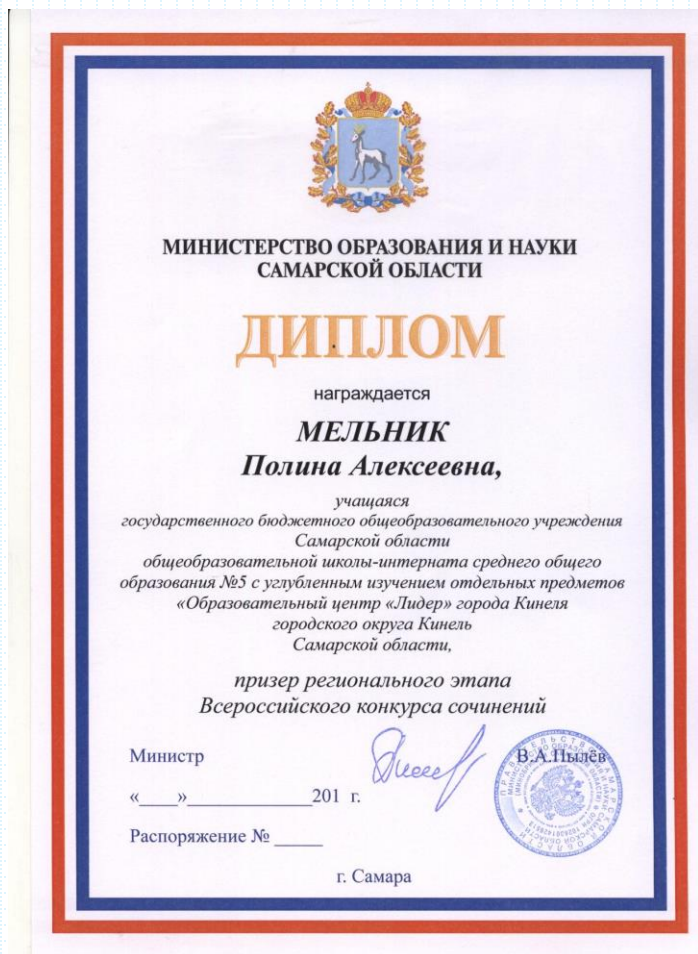 МИНИСТЕРСТВО ОБРАЗОВАНИЯ И НАУКИ
САМАРСКОЙ ОБЛАСТИ
ДИПЛОМ
награждается
МЕЛЬНИК
Полина Алексеевна,
учащаяся
государственного бюджетного общеобразовательного учреждения
Самарской области
общеобразовательной школы-интерната среднего общего
образования №5 с углубленным изучением отдельных предметов
«Образовательный центр «Лидер» города Кинеля
городского округа Кинель
Самарской области,
призер регионального этапа
Всероссийского конкурса сочинений
Министр В.А.Пылёв
«____»_____________201 г.
Распоряжение № _____
г. Самара